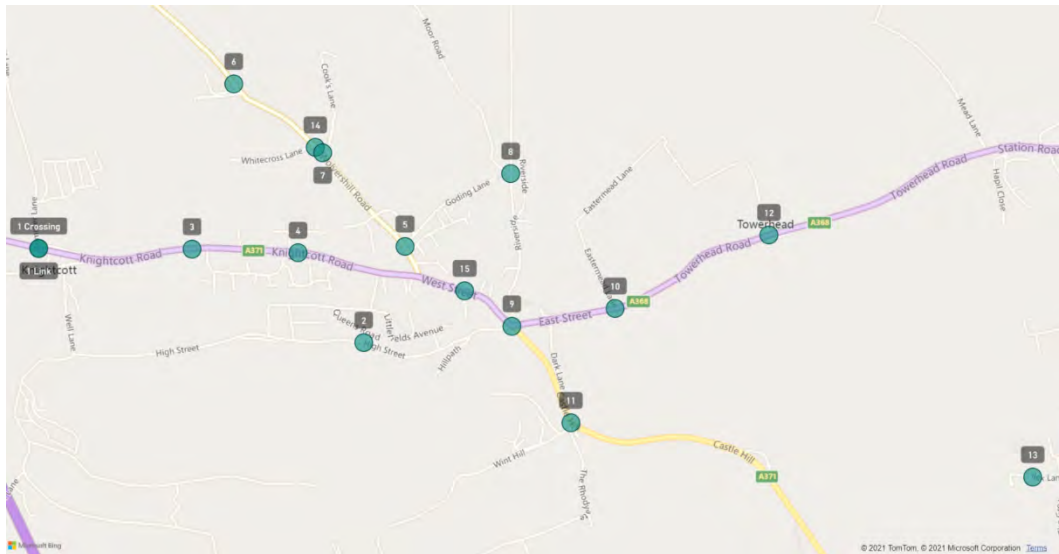 6
Moor Road
Cook's Lane
14
Mead Lane
Whitecross Lane
7
8
Riverside
Station Road
Goding Lane
Eastermead Lane
Towerhead Road
Hapil Close
1 Crossing
3
4
5
12
Towerhead
A368
Riverside
Knightcott Road
A371
Knightcott Road
1 Link
West Street
15
Towerhead Road
10
A368
9
East Street
Well Lane
2
Queens Road
High Street
High Street
Hillpath
Dark Lane
11
Wint Hill
Castle Hill
A371
The Rhodyate
13
Microsoft Bing
© 2021 TomTom, © 2021 Microsoft Corporation Terms